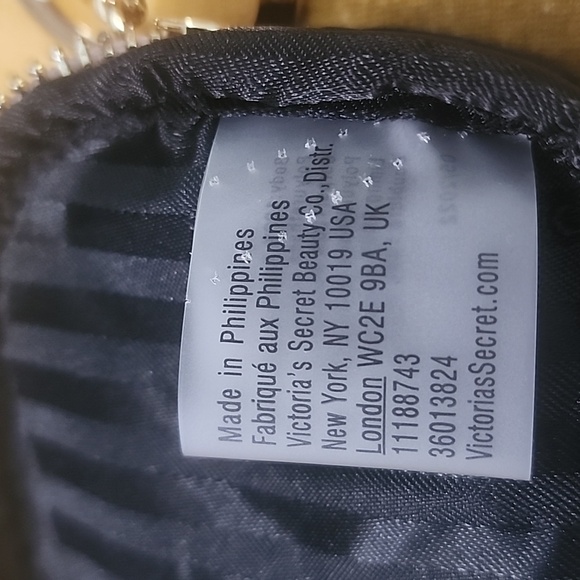 Made in Philippines
Fabriqué aux Philippines
Victoria's Secret Beauty Co.,Distr.
New York, NY 10019 USA
London WC2E 9BA, UK
11188743
36013824
VictoriasSecret.com